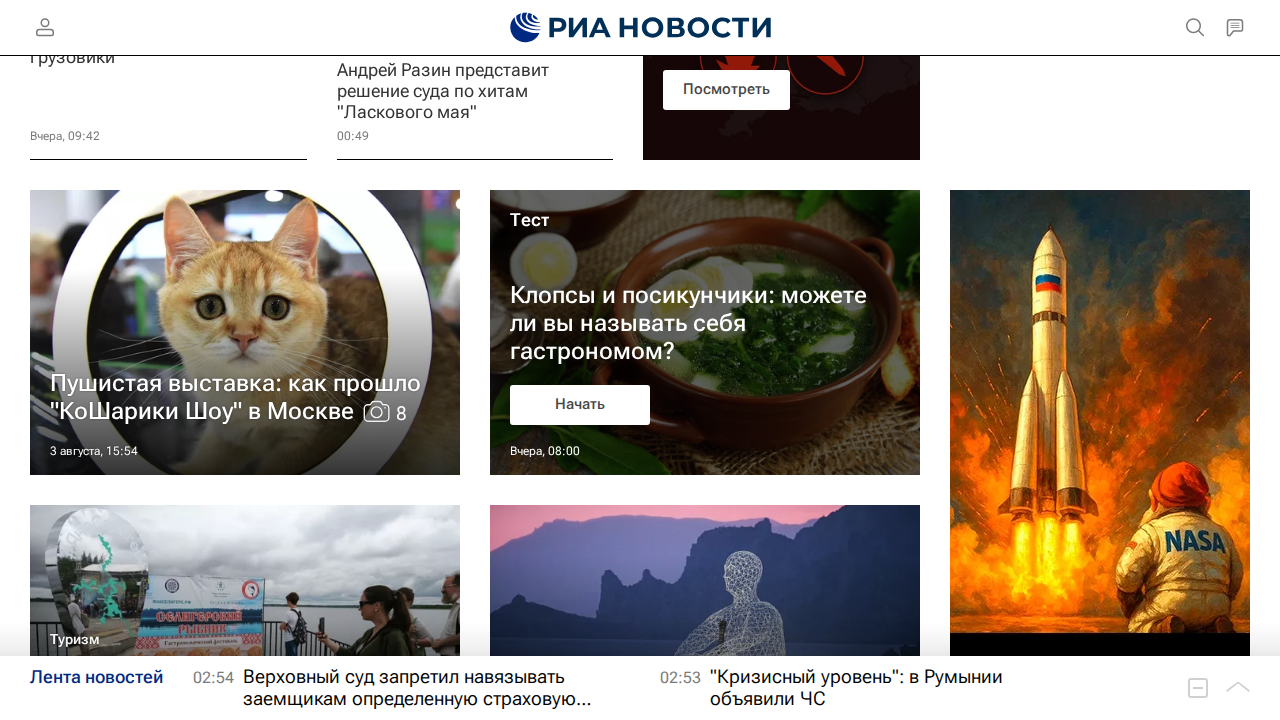 РИА НОВОСТИ
грузовики
Вчера, 09:42
Андрей Разин представит
решение суда по хитам
"Ласкового мая"
00:49
Посмотреть
Пушистая выставка: как прошло
"КоШарики Шоу" в Москве 8
3 августа, 15:54
Тест
Клопсы и посикунчики: можете
ли вы называть себя
гастрономом?
Начать
Вчера, 08:00
NASA
СЕЛИГЕРСКИЙ
РЫБНИК
Туризм
Лента новостей
02:54
Верховный суд запретил навязывать
заемщикам определенную страховую...
02:53
"Кризисный уровень": в Румынии
объявили ЧС